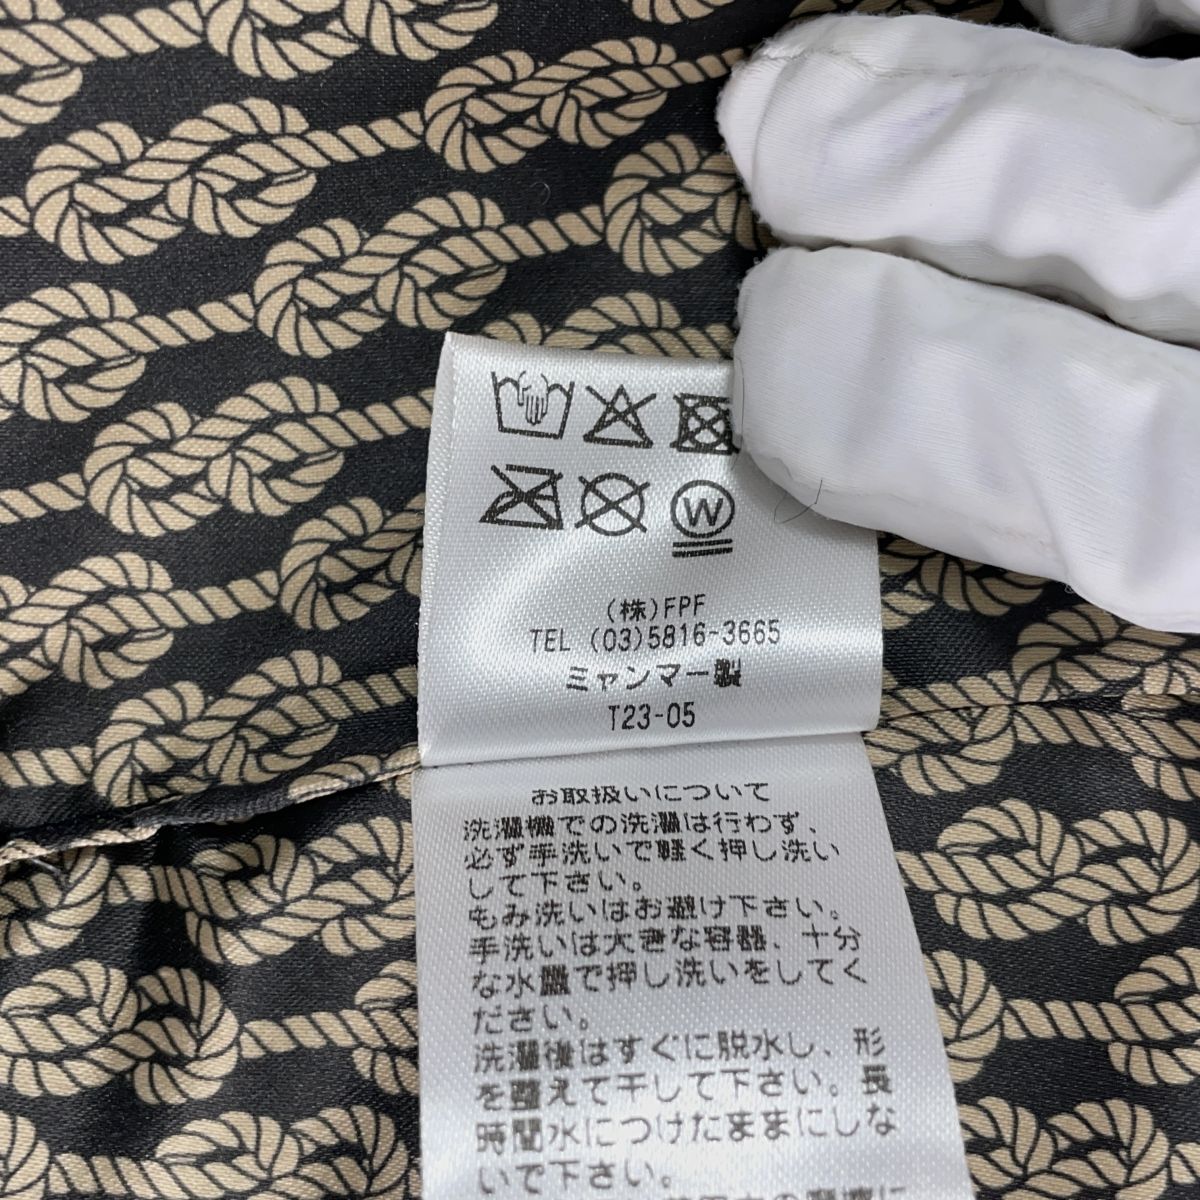 W
(株)FPF
TEL (03)5816-3665
ミャンマー製
T23-05
お取扱いについて
洗濯機での洗濯は行わず、
必ず手洗いで軽く押し洗い
して下さい。
もみ洗いはお避け下さい。
手洗いは大きな容器、十分
な水量で押し洗いをしてく
ださい。
洗濯後はすぐに脱水し、形
を整えて干して下さい。長
時間水につけたままにしな
いで下さい。